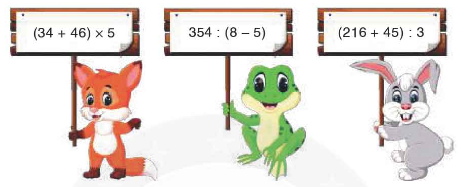 (34 + 46) × 5
354 : (8 – 5)
(216 + 45) : 3